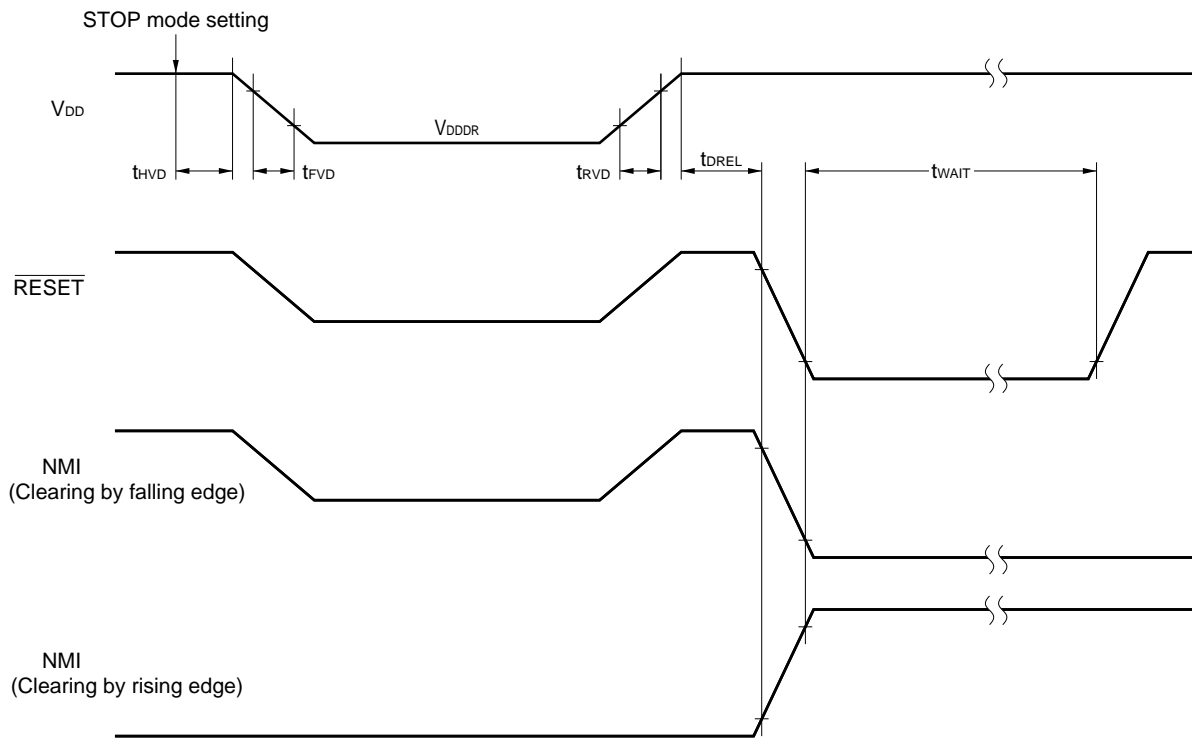 STOP mode setting
VDD
VDDDR
tHVD
tFVD
tRVD
tDREL
tWAIT
RESET
NMI
(Clearing by falling edge)
NMI
(Clearing by rising edge)